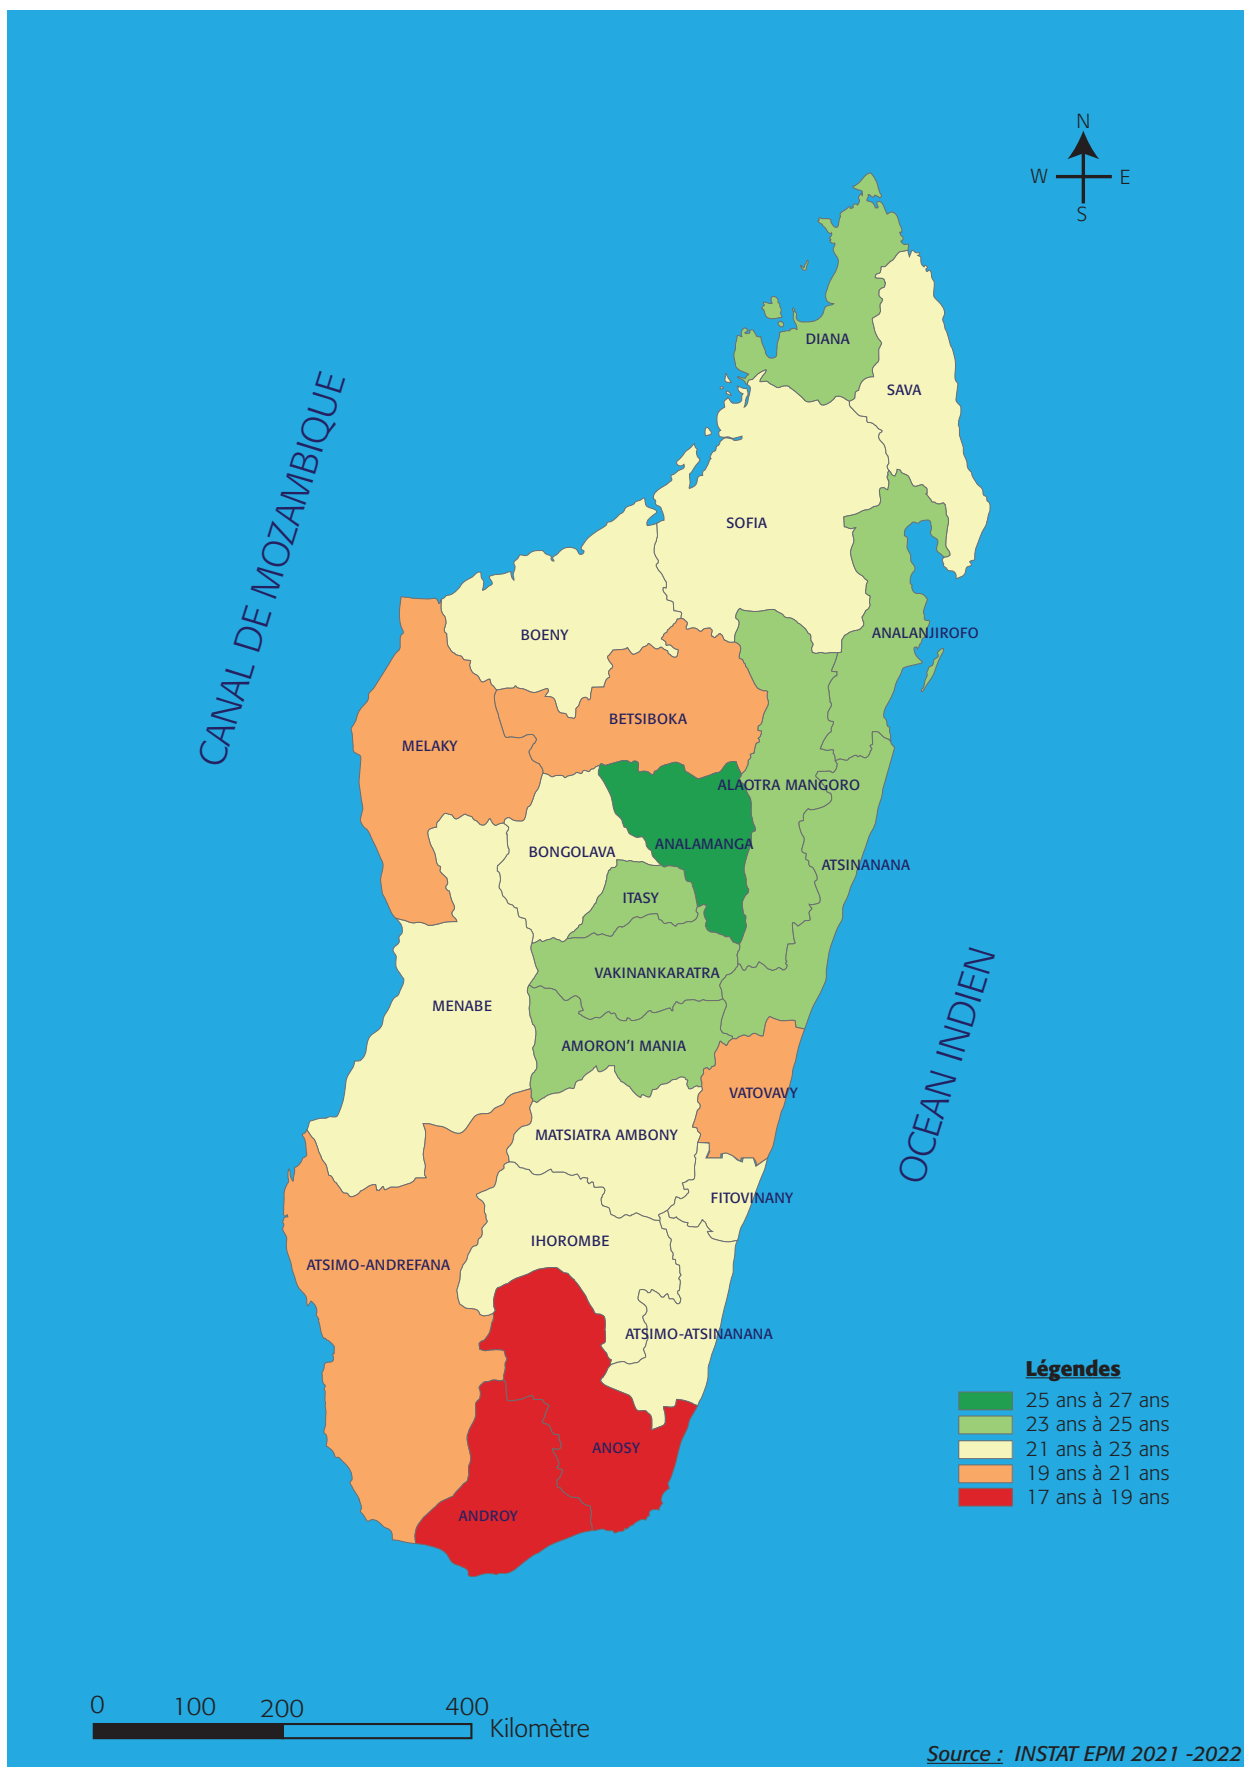 N
W E
S
DIANA
SAVA
CANAL DE MOZAMBIQUE
SOFIA
BOENY
ANALANJIROFO
BETSIBOKA
MELAKY
ALAOTRA MANGORO
ANALAMANGA
BONGOLAVA
ATSINANANA
ITASY
VAKINANKARATRA
MENABE
OCEAN INDIEN
AMORON'I MANIA
VATOVAVY
MATSIATRA AMBONY
FITOVINANY
IHOROMBE
ATSIMO-ANDREFANA
ATSIMO-ATSINANANA
Légendes
25 ans à 27 ans
23 ans à 25 ans
21 ans à 23 ans
19 ans à 21 ans
17 ans à 19 ans
ANOSY
ANDROY
0 100 200 400
Kilomètre
Source : INSTAT EPM 2021 -2022